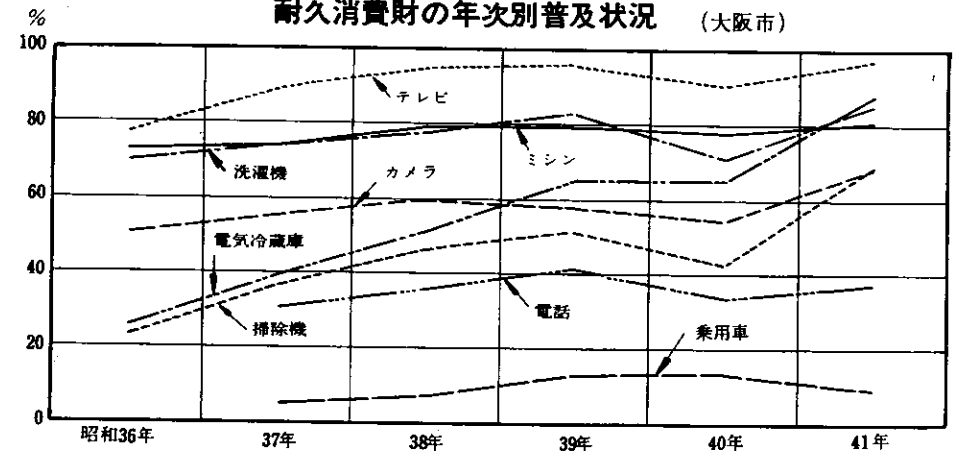 耐久消費財の年次別普及状況 (大阪市)
%
100
80
60
40
20
0
テレビ
ミシン
洗濯機
カメラ
電気冷蔵庫
掃除機
電話
乗用車
昭和36年 37年 38年 39年 40年 41年